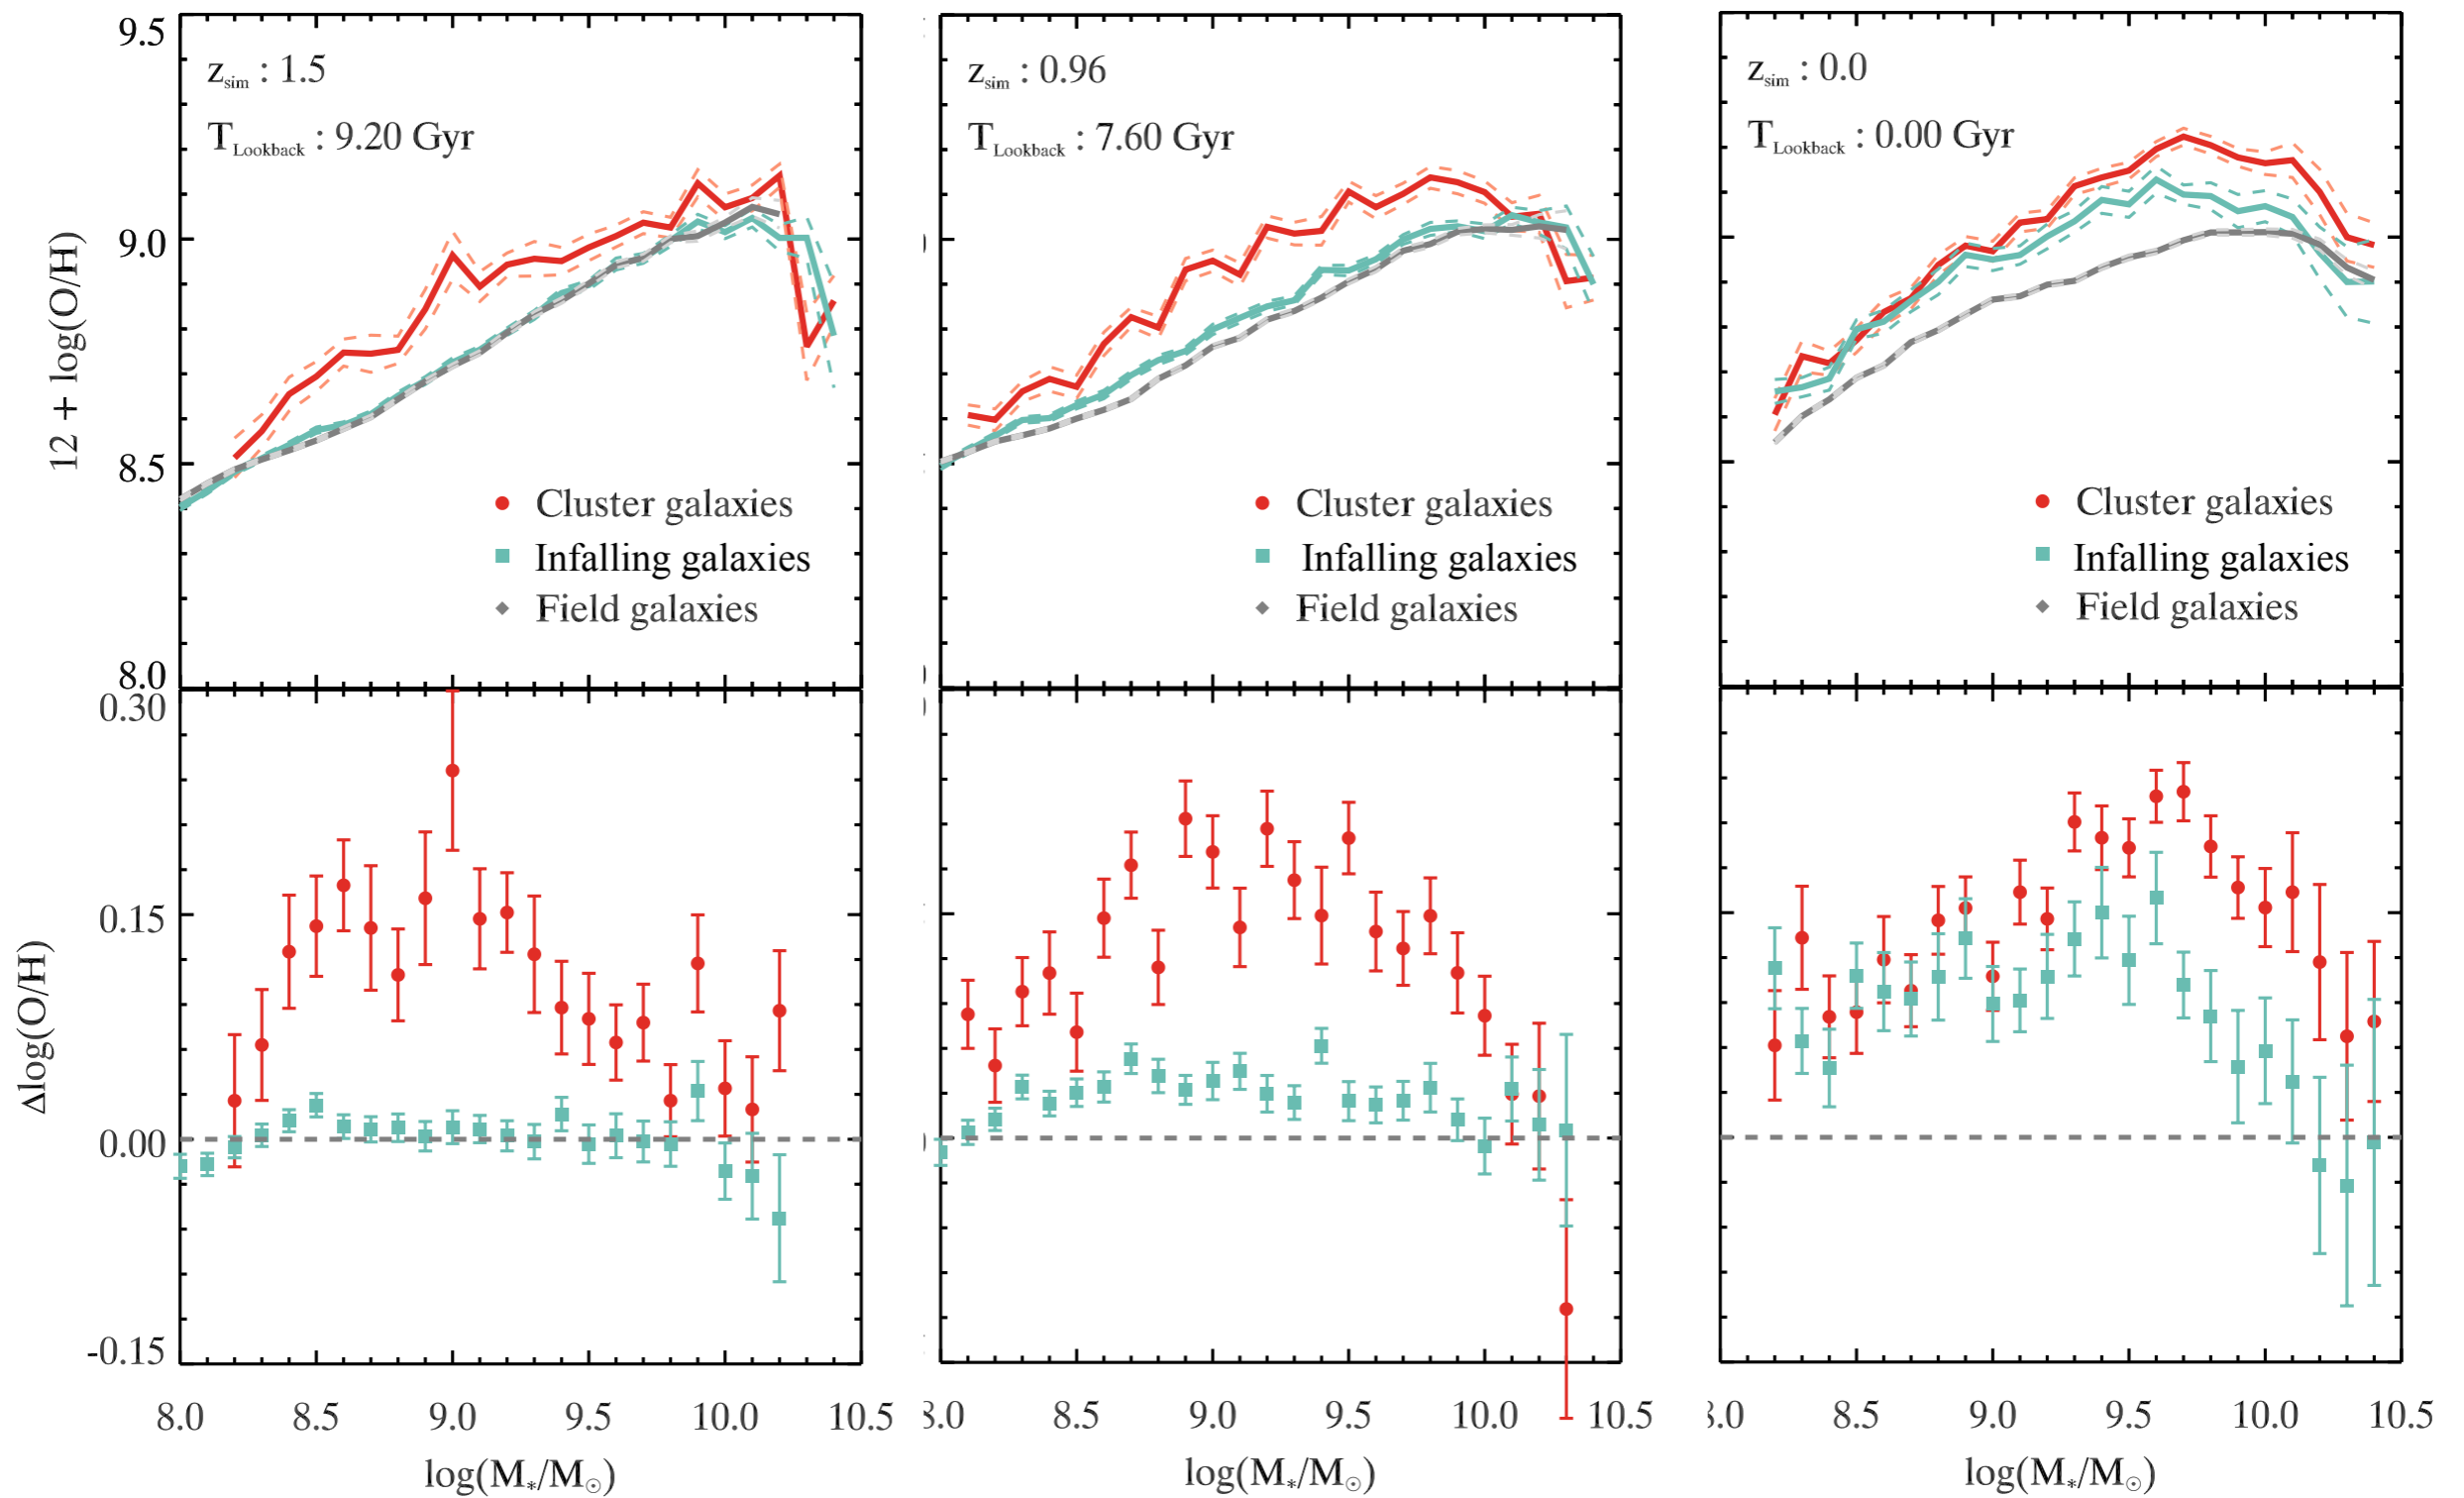 9.5
z_sim : 1.5
T_Lookback : 9.20 Gyr
9.0
12 + log(O/H)
8.5
Cluster galaxies
Infalling galaxies
Field galaxies
8.0
z_sim : 0.96
T_Lookback : 7.60 Gyr
Cluster galaxies
Infalling galaxies
Field galaxies
z_sim : 0.0
T_Lookback : 0.00 Gyr
Cluster galaxies
Infalling galaxies
Field galaxies
0.30
0.15
Δlog(O/H)
0.00
-0.15
8.0 8.5 9.0 9.5 10.0 10.5
log(M*/M☉)
8.5 9.0 9.5 10.0 10.5
log(M*/M☉)
8.5 9.0 9.5 10.0 10.5
log(M*/M☉)